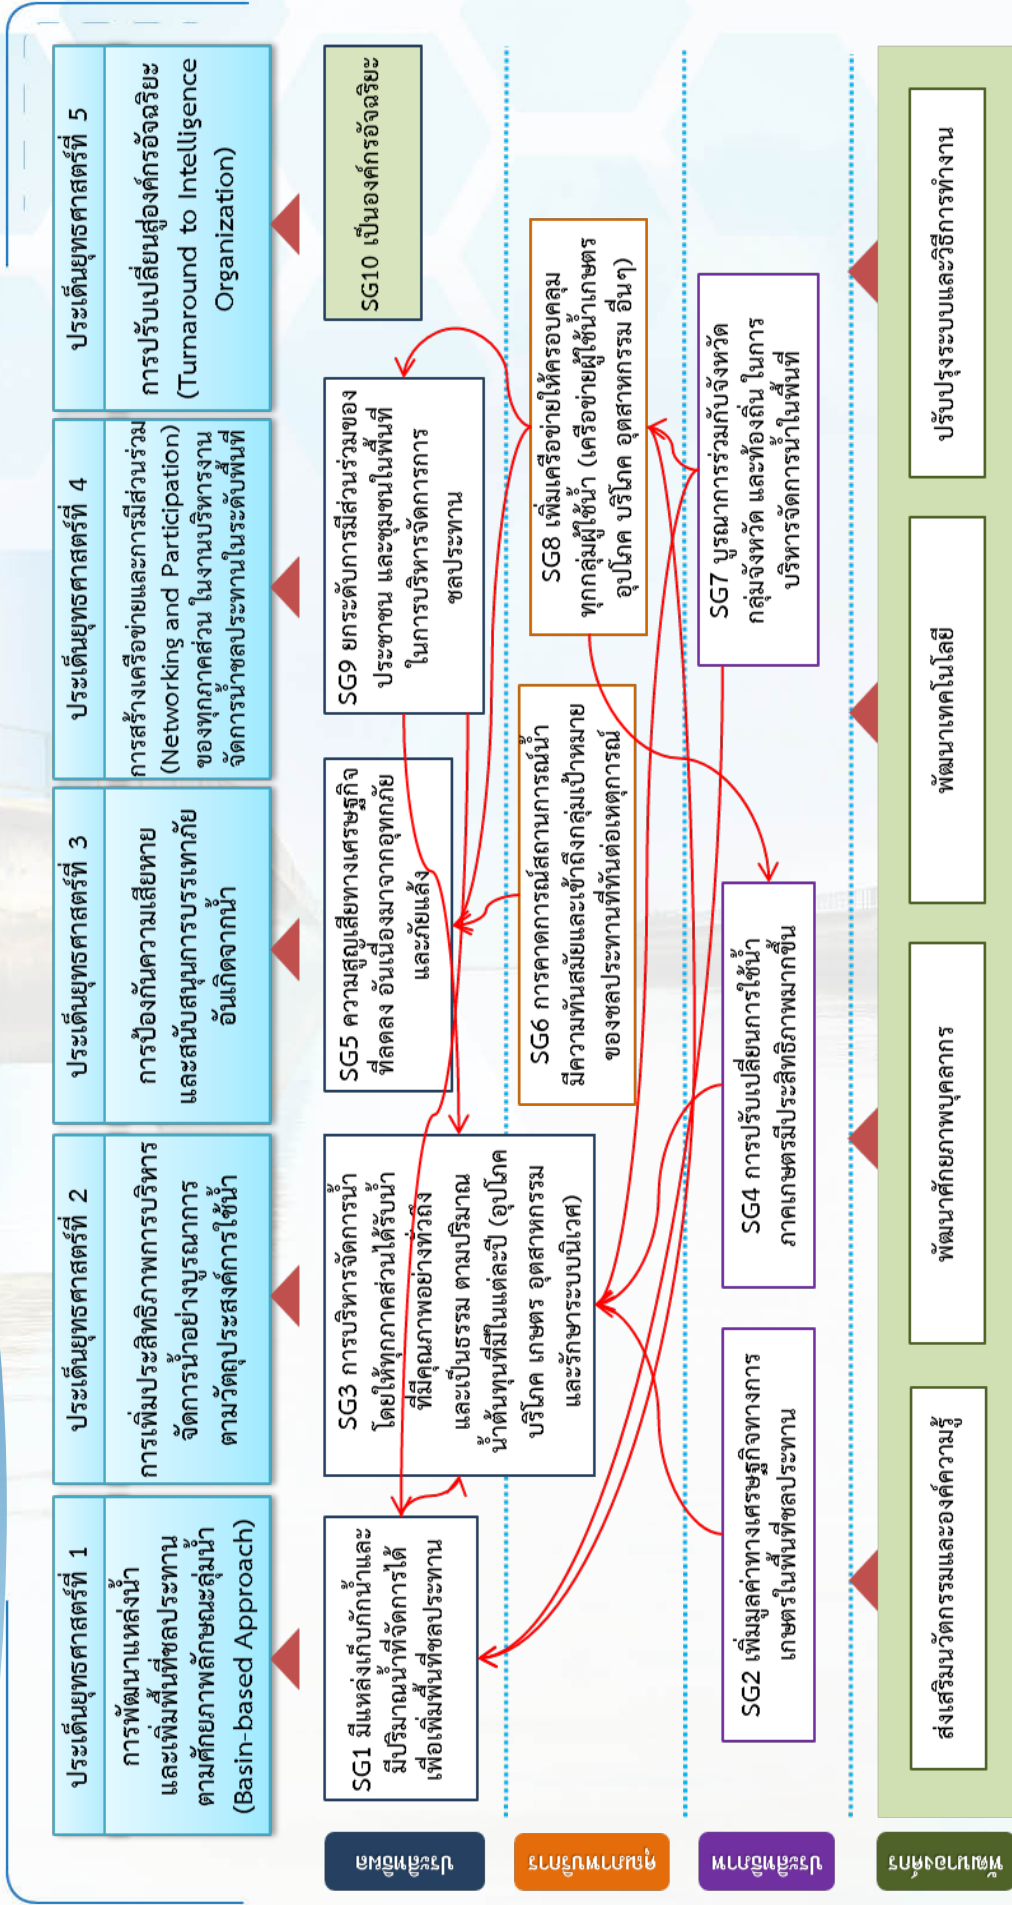 ประเด็นยุทธศาสตร์ที่ 1
การพัฒนาแหล่งน้ำ
และเพิ่มพื้นที่ชลประทาน
ตามศักยภาพลักษณะลุ่มน้ำ
(Basin-based Approach)
ประเด็นยุทธศาสตร์ที่ 2
การเพิ่มประสิทธิภาพการบริหาร
จัดการน้ำอย่างบูรณาการ
ตามวัตถุประสงค์การใช้น้ำ
ประเด็นยุทธศาสตร์ที่ 3
การป้องกันความเสียหาย
และสนับสนุนการบรรเทาภัย
อันเกิดจากน้ำ
ประเด็นยุทธศาสตร์ที่ 4
การสร้างเครือข่ายและการมีส่วนร่วม
(Networking and Participation)
ของทุกภาคส่วน ในงานบริหารงาน
จัดการน้ำชลประทานในระดับพื้นที่
ประเด็นยุทธศาสตร์ที่ 5
การปรับเปลี่ยนสู่องค์กรอัจฉริยะ
(Turnaround to Intelligence
Organization)
ประสิทธิผล
SG1 มีแหล่งเก็บกักน้ำและ
มีปริมาณน้ำที่จัดการได้
เพื่อเพิ่มพื้นที่ชลประทาน
SG3 การบริหารจัดการน้ำ
โดยให้ทุกภาคส่วนได้รับน้ำ
ที่มีคุณภาพอย่างทั่วถึง
และเป็นธรรม ตามปริมาณ
น้ำต้นทุนที่มีในแต่ละปี (อุปโภค
บริโภค เกษตร อุตสาหกรรม
และรักษาระบบนิเวศ)
SG5 ความสูญเสียทางเศรษฐกิจ
ที่ลดลง อันเนื่องมาจากอุทกภัย
และภัยแล้ง
SG9 ยกระดับการมีส่วนร่วมของ
ประชาชน และชุมชนในพื้นที่
ในการบริหารจัดการการ
ชลประทาน
SG10 เป็นองค์กรอัจฉริยะ
คุณภาพบริการ
SG6 การคาดการณ์สถานการณ์น้ำ
มีความทันสมัยและเข้าถึงกลุ่มเป้าหมาย
ของชลประทานที่ทันต่อเหตุการณ์
SG8 เพิ่มเครือข่ายให้ครอบคลุม
ทุกกลุ่มผู้ใช้น้ำ (เครือข่ายผู้ใช้น้ำเกษตร
อุปโภค บริโภค อุตสาหกรรม อื่นๆ)
ประสิทธิภาพ
SG2 เพิ่มมูลค่าทางเศรษฐกิจทางการ
เกษตรในพื้นที่ชลประทาน
SG4 การปรับเปลี่ยนการใช้น้ำ
ภาคเกษตรมีประสิทธิภาพมากขึ้น
SG7 บูรณาการร่วมกับจังหวัด
กลุ่มจังหวัด และท้องถิ่น ในการ
บริหารจัดการน้ำในพื้นที่
พัฒนาองค์กร
ส่งเสริมนวัตกรรมและองค์ความรู้
พัฒนาศักยภาพบุคลากร
พัฒนาเทคโนโลยี
ปรับปรุงระบบและวิธีการทำงาน